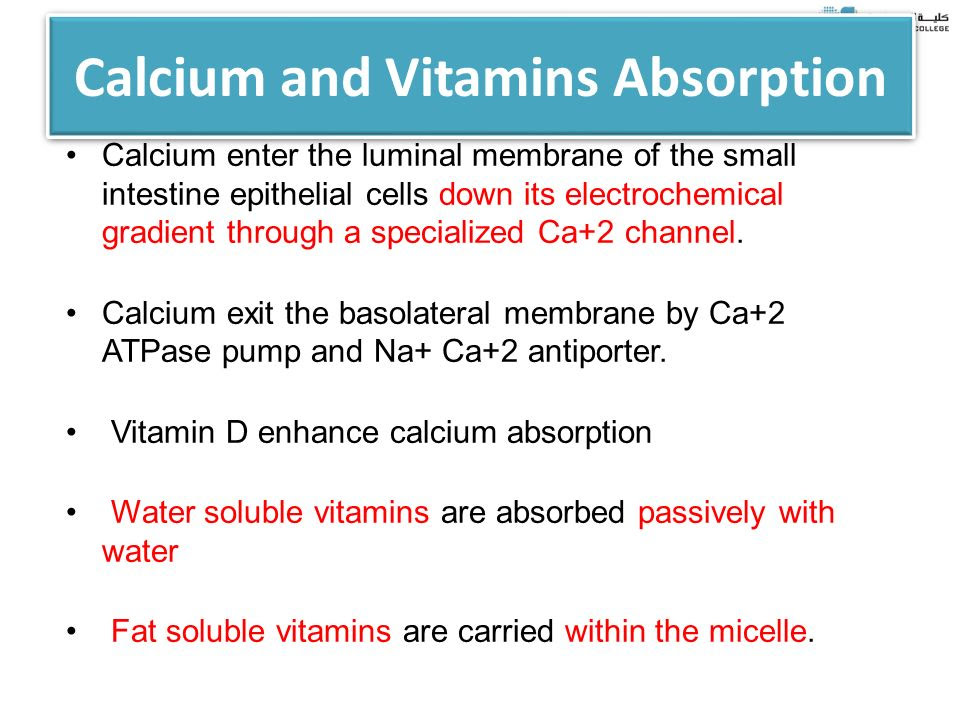 كليـة
COLLEGE
Calcium and Vitamins Absorption
• Calcium enter the luminal membrane of the small
intestine epithelial cells down its electrochemical
gradient through a specialized Ca+2 channel.
• Calcium exit the basolateral membrane by Ca+2
ATPase pump and Na+ Ca+2 antiporter.
• Vitamin D enhance calcium absorption
• Water soluble vitamins are absorbed passively with
water
• Fat soluble vitamins are carried within the micelle.